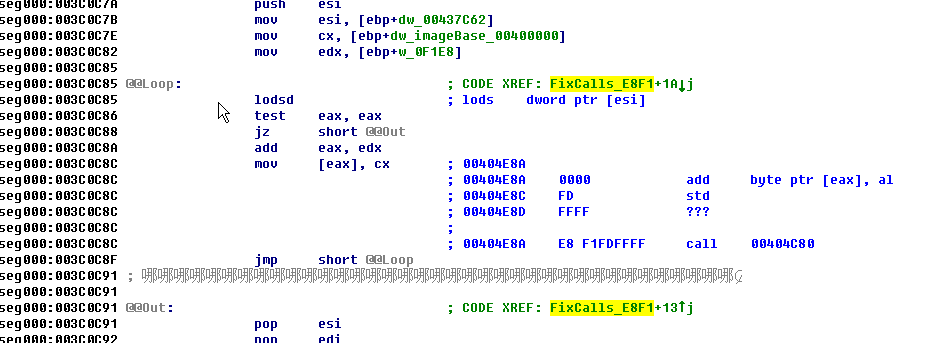 seg000:003C0C7A push esi
seg000:003C0C7B mov esi, [ebp+dw_00437C62]
seg000:003C0C7E mov cx, [ebp+dw_imageBase_00400000]
seg000:003C0C82 mov edx, [ebp+w_0F1E8]
seg000:003C0C85
seg000:003C0C85 @@Loop: ; CODE XREF: FixCalls_E8F1+1A↓j
seg000:003C0C85 lodsd ; lods dword ptr [esi]
seg000:003C0C86 test eax, eax
seg000:003C0C88 jz short @@Out
seg000:003C0C8A add eax, edx
seg000:003C0C8C mov [eax], cx ; 00404E8A
seg000:003C0C8C ; 00404E8A 0000 add byte ptr [eax], al
seg000:003C0C8C ; 00404E8C FD std
seg000:003C0C8C ; 00404E8D FFFF ???
seg000:003C0C8C ;
seg000:003C0C8C ; 00404E8A E8 F1FDFFFF call 00404C80
seg000:003C0C8F jmp short @@Loop
seg000:003C0C91 ;
seg000:003C0C91
seg000:003C0C91 @@Out: ; CODE XREF: FixCalls_E8F1+13↑j
seg000:003C0C91 pop esi
seg000:003C0C92 pop edi